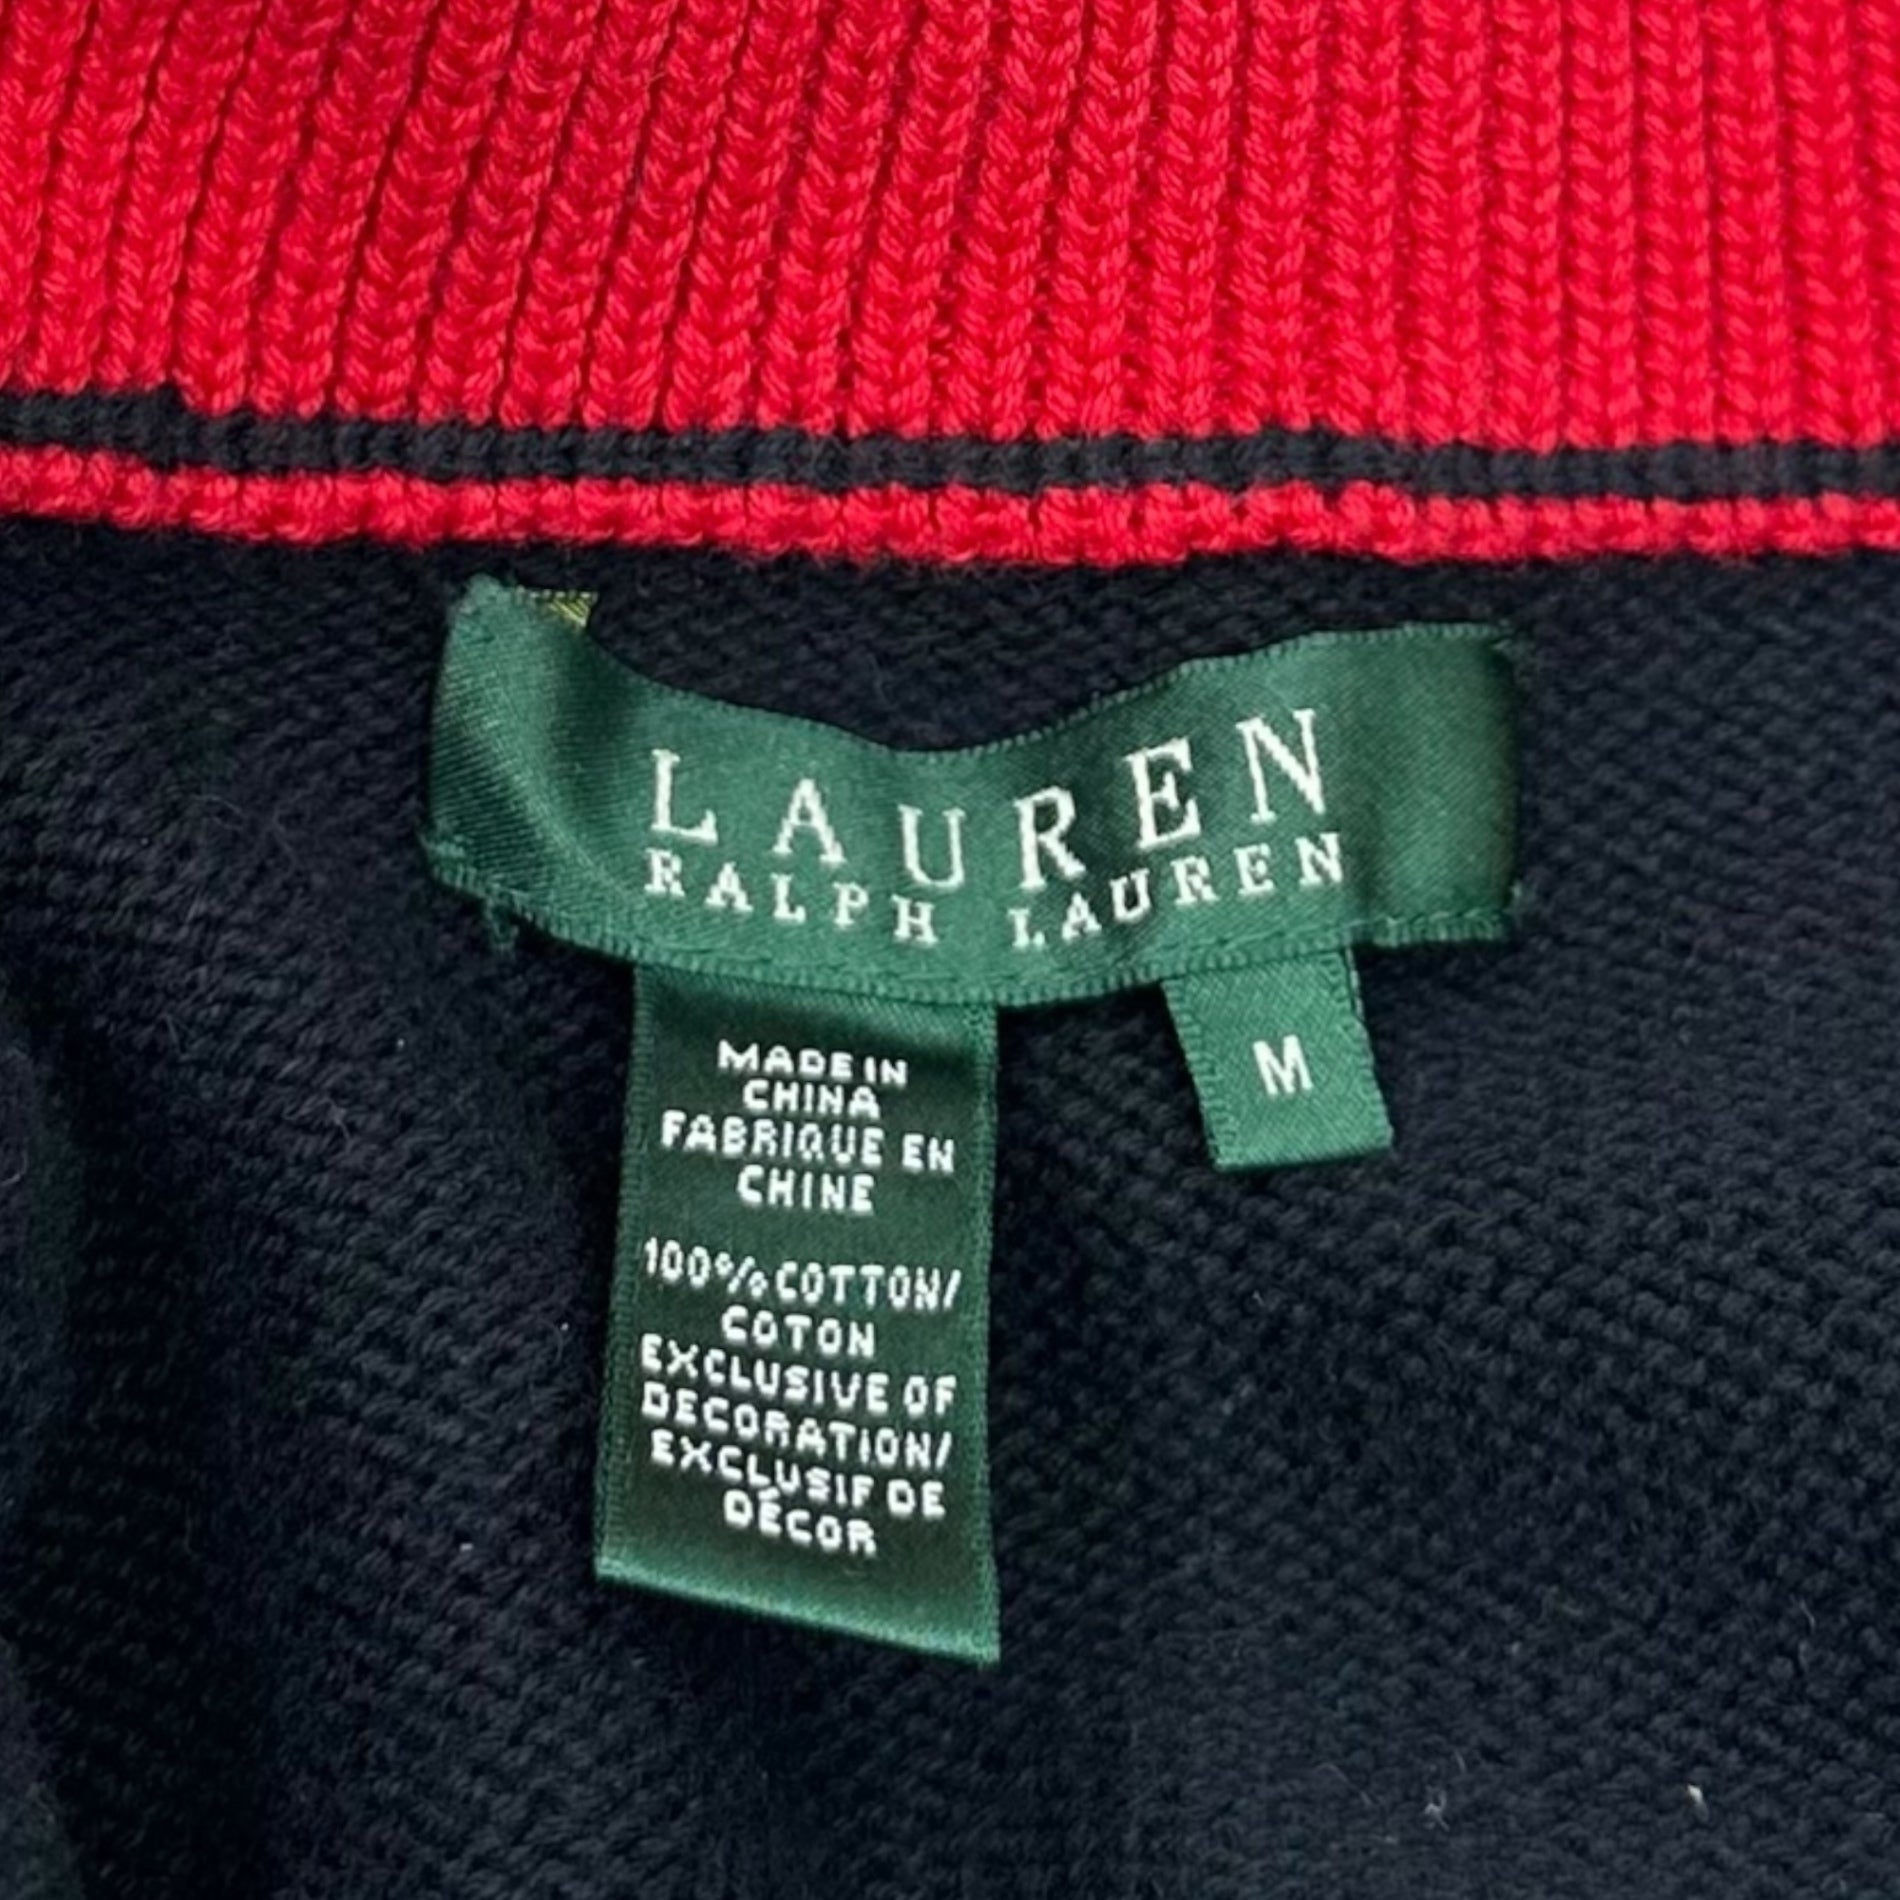 LAUREN
RALPH LAUREN
M
MADE IN
CHINA
FABRIQUE EN
CHINE
100% COTTON/
COTON
EXCLUSIVE OF
DECORATION/
EXCLUSIF DE
DÉCOR